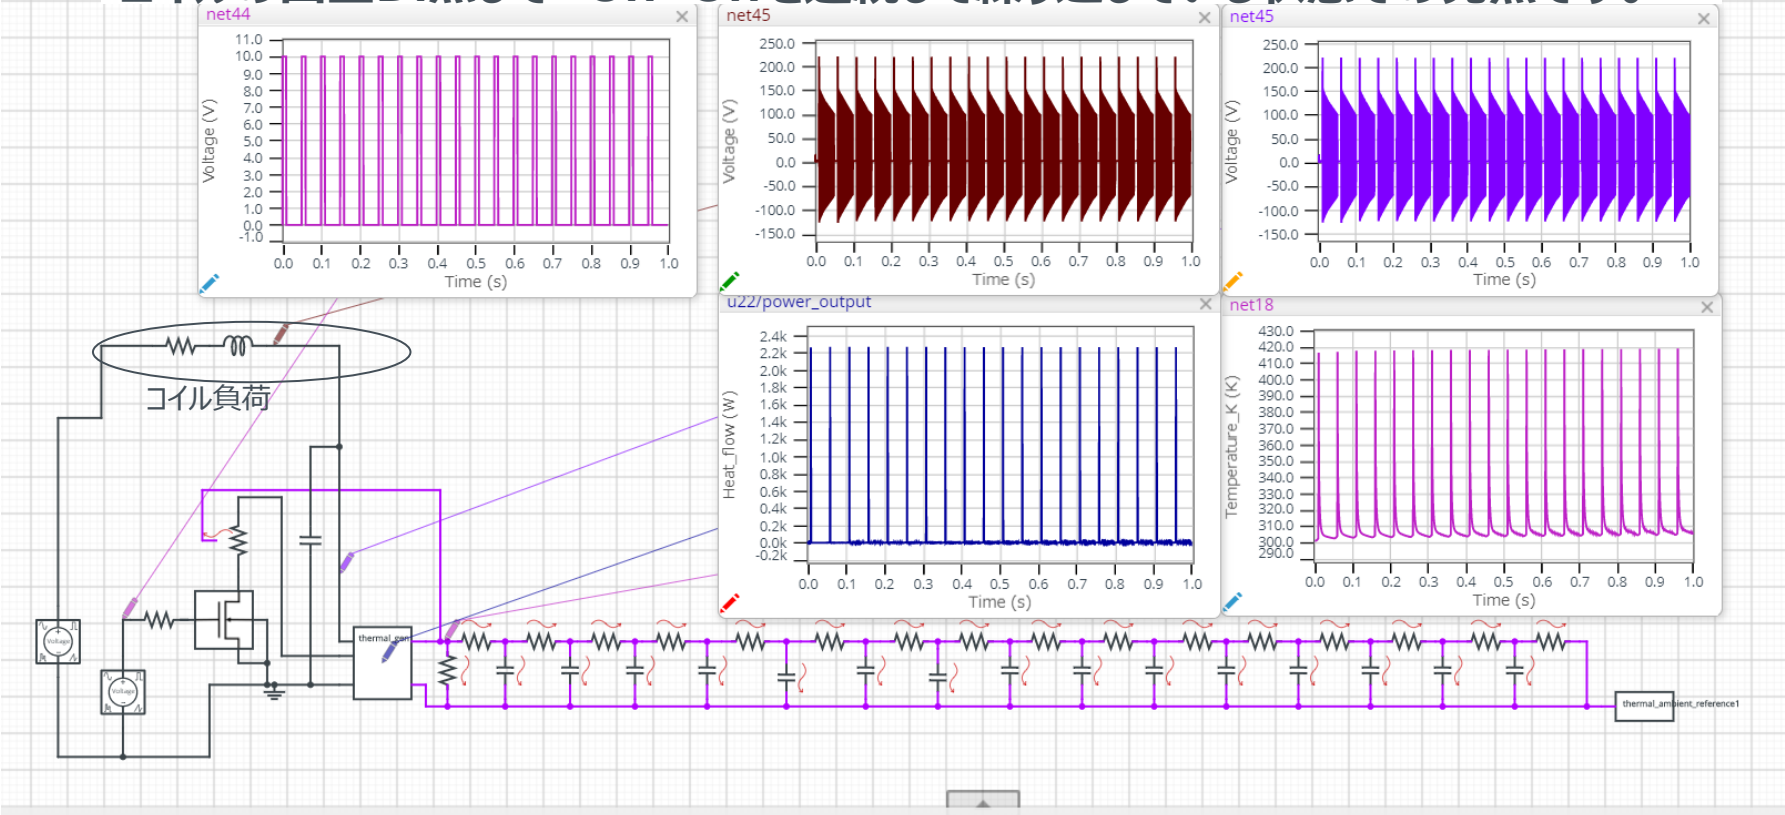 net44
11.0
10.0
9.0
8.0
7.0
6.0
5.0
4.0
3.0
2.0
1.0
0.0
-1.0
Voltage (V)
0.0 0.1 0.2 0.3 0.4 0.5 0.6 0.7 0.8 0.9 1.0
Time (s)
net45
250.0
200.0
150.0
100.0
50.0
0.0
-50.0
-100.0
-150.0
Voltage (V)
0.0 0.1 0.2 0.3 0.4 0.5 0.6 0.7 0.8 0.9 1.0
Time (s)
net45
250.0
200.0
150.0
100.0
50.0
0.0
-50.0
-100.0
-150.0
Voltage (V)
0.0 0.1 0.2 0.3 0.4 0.5 0.6 0.7 0.8 0.9 1.0
Time (s)
u22/power_output
2.4k
2.2k
2.0k
1.8k
1.6k
1.4k
1.2k
1.0k
0.8k
0.6k
0.4k
0.2k
0.0k
-0.2k
Heat_flow (W)
0.0 0.1 0.2 0.3 0.4 0.5 0.6 0.7 0.8 0.9 1.0
Time (s)
net18
430.0
420.0
410.0
400.0
390.0
380.0
370.0
360.0
350.0
340.0
330.0
320.0
310.0
300.0
290.0
Temperature_K (K)
0.0 0.1 0.2 0.3 0.4 0.5 0.6 0.7 0.8 0.9 1.0
Time (s)
コイル負荷
Voltage
Voltage
thermal_ambient_reference1